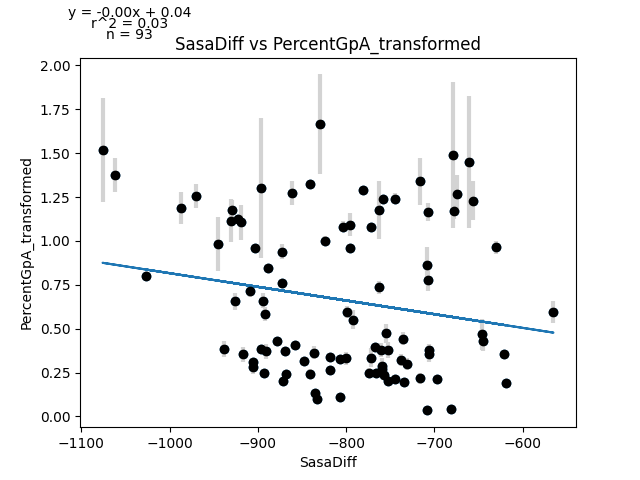 y = -0.00x + 0.04
r^2 = 0.03
n = 93
SasaDiff vs PercentGpA_transformed
2.00
1.75
1.50
1.25
1.00
0.75
0.50
0.25
0.00
PercentGpA_transformed
−1100 −1000 −900 −800 −700 −600
SasaDiff